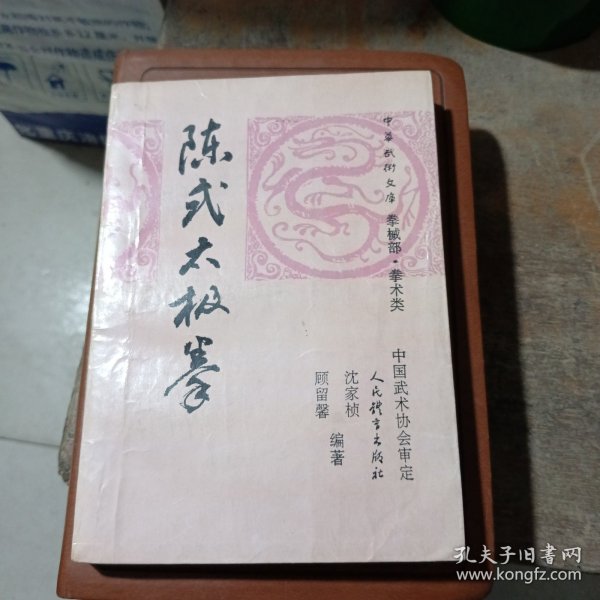 陈式太极拳
中华武术文库 拳械部·拳术类
中国武术协会审定
人民体育出版社
沈家桢
顾留馨
编著
孔夫子旧书网
www.kongfz.com